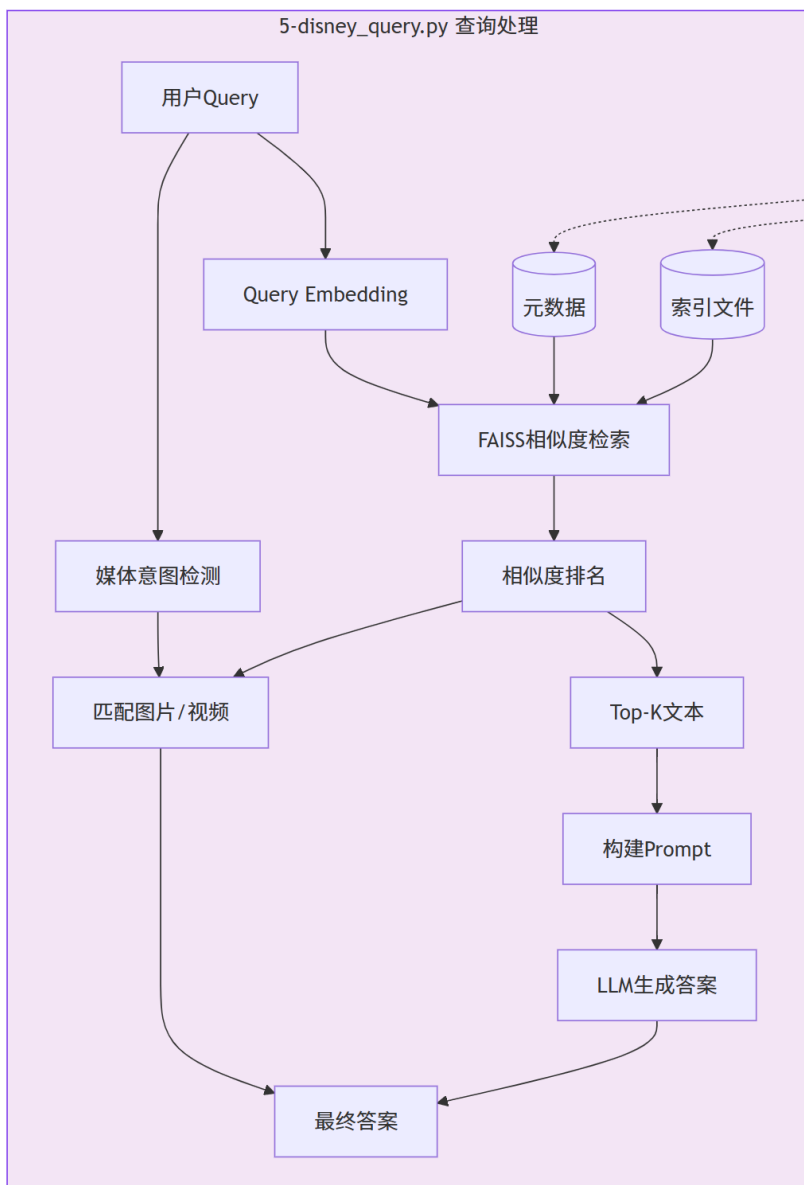 5-disney_query.py 查询处理
用户Query
Query Embedding
元数据
索引文件
FAISS相似度检索
媒体意图检测
相似度排名
匹配图片/视频
Top-K文本
构建Prompt
LLM生成答案
最终答案